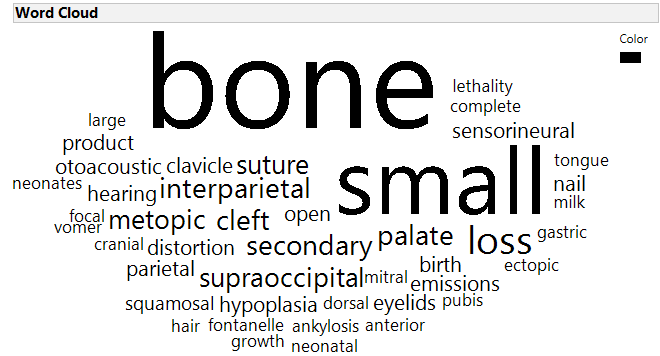 Word Cloud
Color
bone
lethality
complete
large
sensorineural
product
small
otoacoustic clavicle suture
tongue
neonates
hearing interparietal
nail
milk
focal
metopic cleft open
vomer
gastric
cranial distortion secondary palate loss
parietal
supraoccipital mitral birth
ectopic
emissions
squamosal hypoplasia dorsal eyelids pubis
hair fontanelle ankylosis anterior
growth neonatal